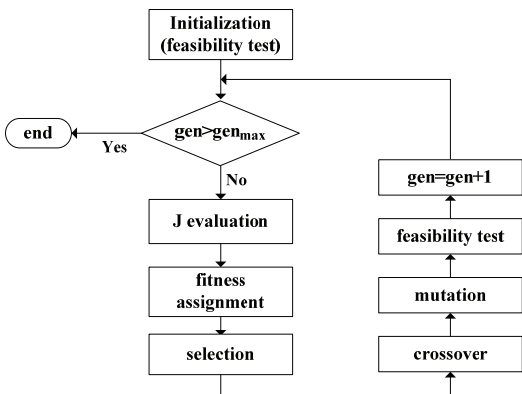 Initialization
(feasibility test)
gen>genmax
end
Yes
No
J evaluation
fitness
assignment
selection
gen=gen+1
feasibility test
mutation
crossover